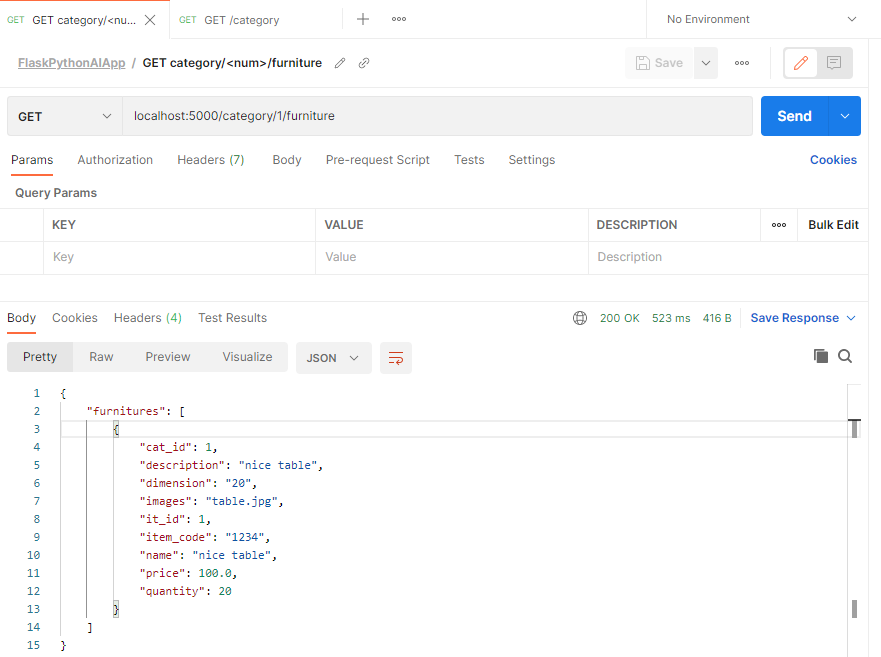 GET GET category/<nu... GET GET /category No Environment
FlaskPythonAIApp / GET category/<num>/furniture Save
GET localhost:5000/category/1/furniture Send
Params Authorization Headers (7) Body Pre-request Script Tests Settings Cookies
Query Params
KEY VALUE DESCRIPTION Bulk Edit
Key Value Description
Body Cookies Headers (4) Test Results 200 OK 523 ms 416 B Save Response
Pretty Raw Preview Visualize JSON
1 {
2 "furnitures": [
3 {
4 "cat_id": 1,
5 "description": "nice table",
6 "dimension": "20",
7 "images": "table.jpg",
8 "it_id": 1,
9 "item_code": "1234",
10 "name": "nice table",
11 "price": 100.0,
12 "quantity": 20
13 }
14 ]
15 }